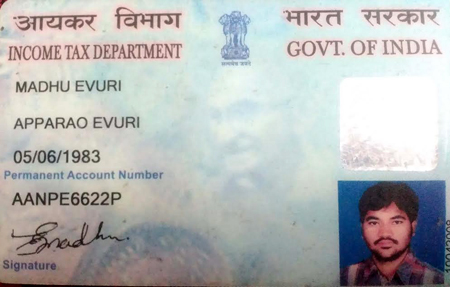 आयकर विभाग
INCOME TAX DEPARTMENT
भारत सरकार
GOVT. OF INDIA
सत्यमेव जयते
MADHU EVURI
APPARAO EVURI
05/06/1983
Permanent Account Number
AANPE6622P
Signature